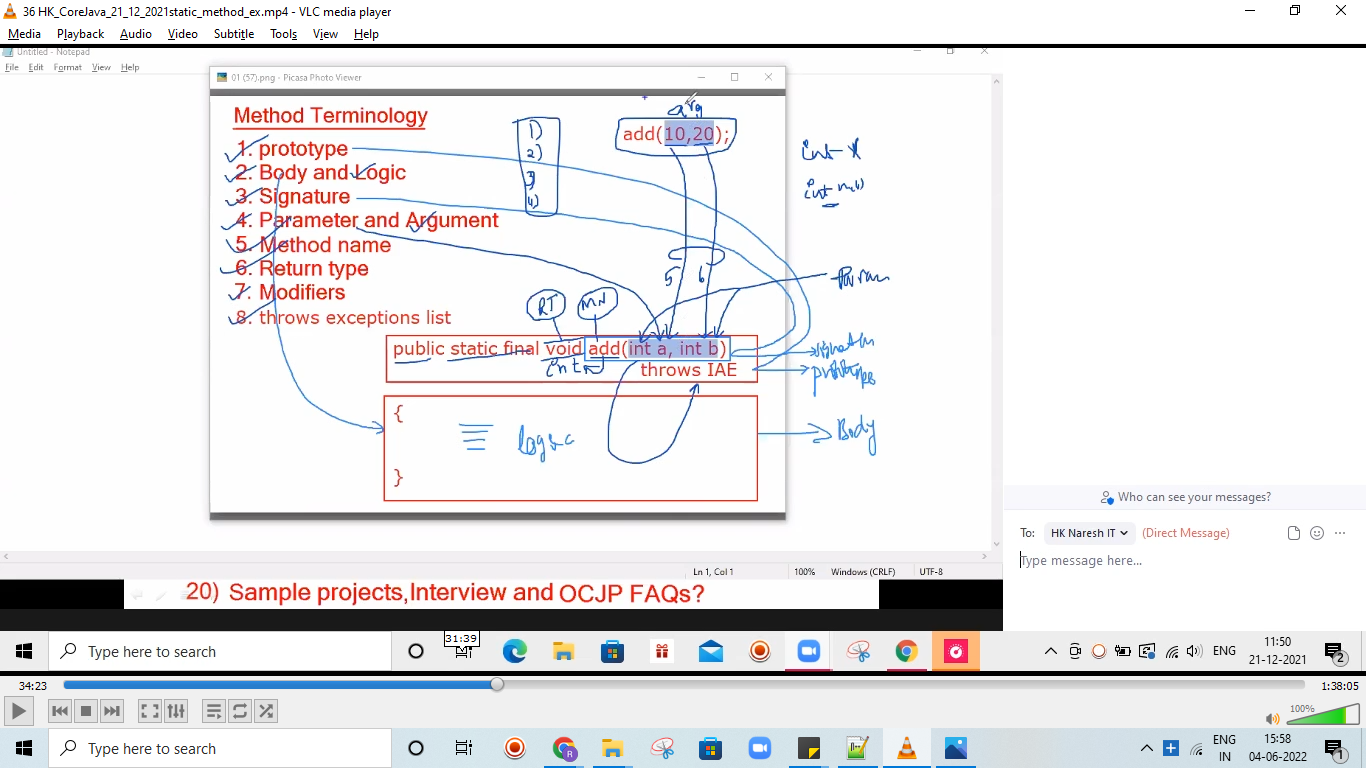 36 HK_CoreJava_21_12_2021static_method_ex.mp4 - VLC media player
Media Playback Audio Video Subtitle Tools View Help
Untitled - Notepad
File Edit Format View Help
01 (57).png - Picasa Photo Viewer
Method Terminology
1. prototype
2. Body and Logic
3. Signature
4. Parameter and Argument
5. Method name
6. Return type
7. Modifiers
8. throws exceptions list
1)
2)
3)
4)
arg
add(10,20);
int
int
5 6
Param
RT MN
public static final void add(int a, int b)
int
throws IAE
prototype
{
logic
}
Body
Ln 1, Col 1 100% Windows (CRLF) UTF-8
20) Sample projects,Interview and OCJP FAQs?
Who can see your messages?
To: HK Naresh IT (Direct Message)
Type message here...
Type here to search
31:39
ENG
11:50
21-12-2021
2
34:23
1:38:05
100%
Type here to search
ENG
IN
15:58
04-06-2022
1